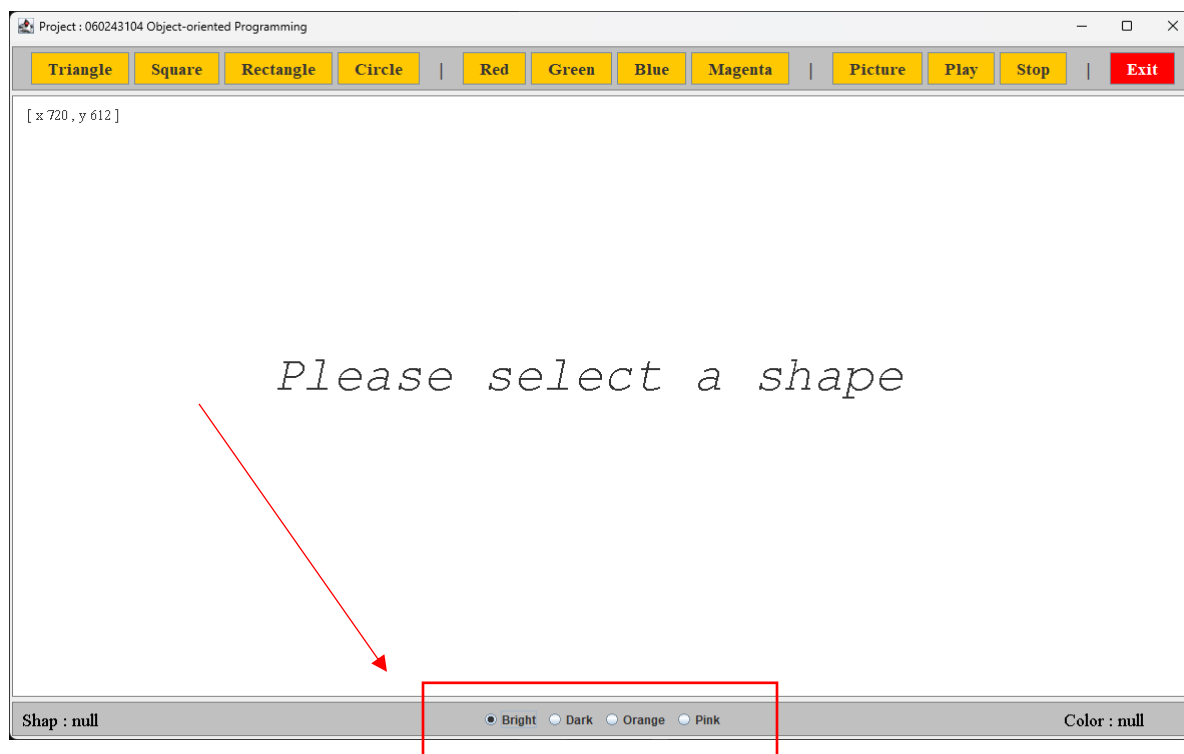 Project : 060243104 Object-oriented Programming
Triangle Square Rectangle Circle | Red Green Blue Magenta | Picture Play Stop | Exit
[ x 720 , y 612 ]
Please select a shape
Shap : null Bright Dark Orange Pink Color : null